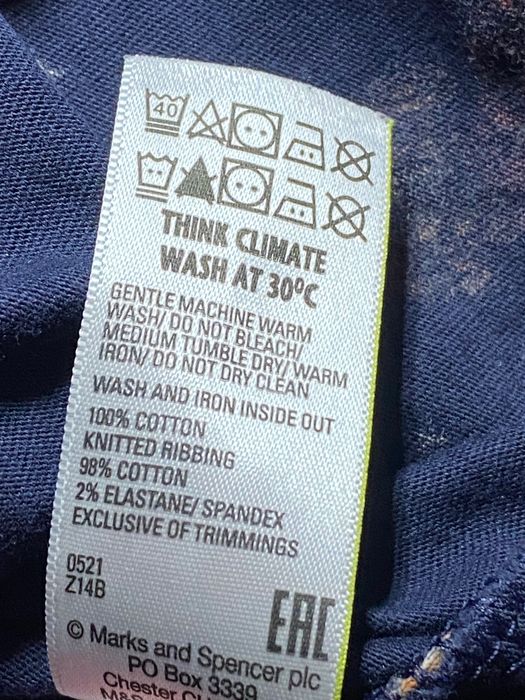 40
THINK CLIMATE
WASH AT 30ºC
GENTLE MACHINE WARM
WASH/ DO NOT BLEACH/
MEDIUM TUMBLE DRY/ WARM
IRON/ DO NOT DRY CLEAN
WASH AND IRON INSIDE OUT
100% COTTON
KNITTED RIBBING
98% COTTON
2% ELASTANE/ SPANDEX
EXCLUSIVE OF TRIMMINGS
0521
Z14B
EAC
© Marks and Spencer plc
PO Box 3339
Chester